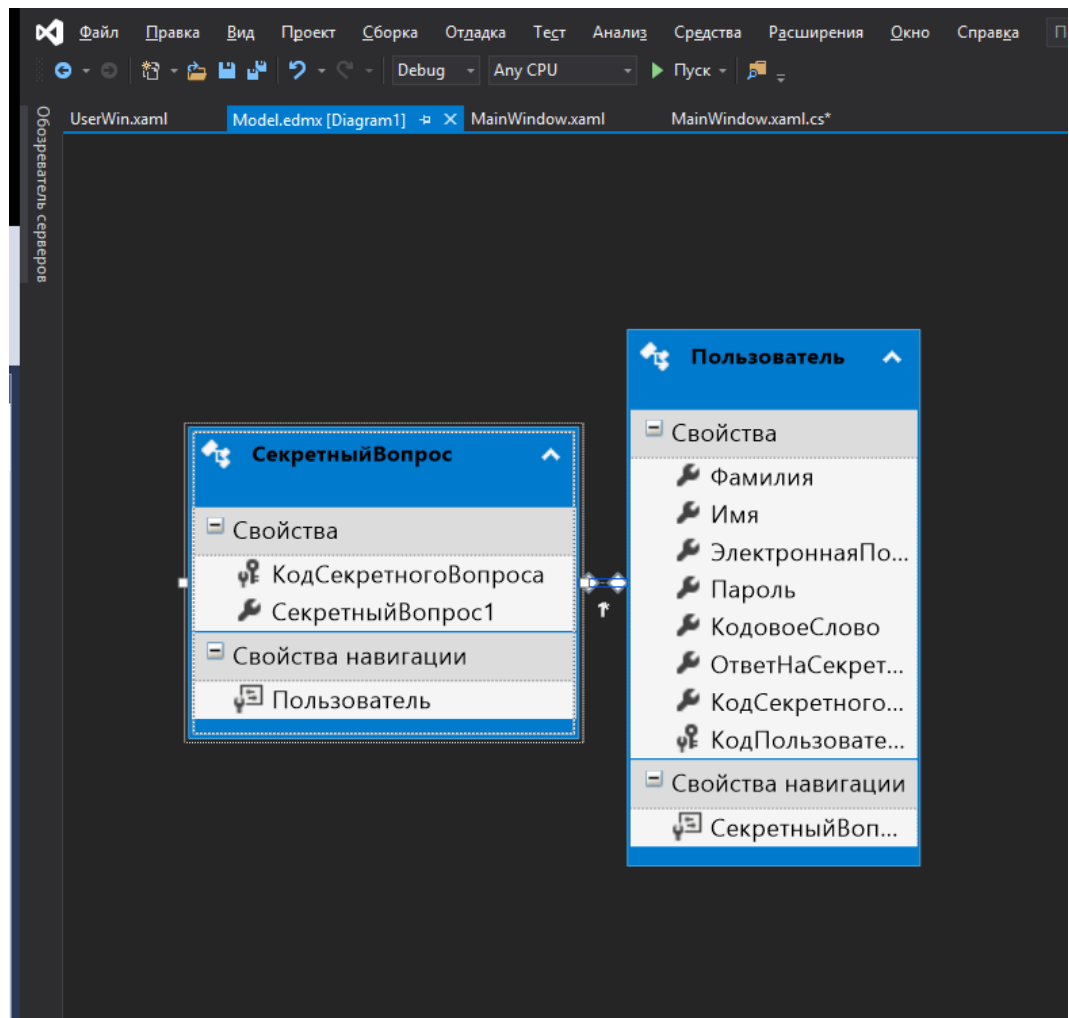 Файл Правка Вид Проект Сборка Отладка Тест Анализ Средства Расширения Окно Справка
Debug Any CPU Пуск
UserWin.xaml Model.edmx [Diagram1] MainWindow.xaml MainWindow.xaml.cs*
Обозреватель серверов
СекретныйВопрос
Свойства
КодСекретногоВопроса
СекретныйВопрос1
Свойства навигации
Пользователь
Пользователь
Свойства
Фамилия
Имя
ЭлектроннаяПо...
Пароль
КодовоеСлово
ОтветНаСекрет...
КодСекретного...
КодПользовате...
Свойства навигации
СекретныйВоп...